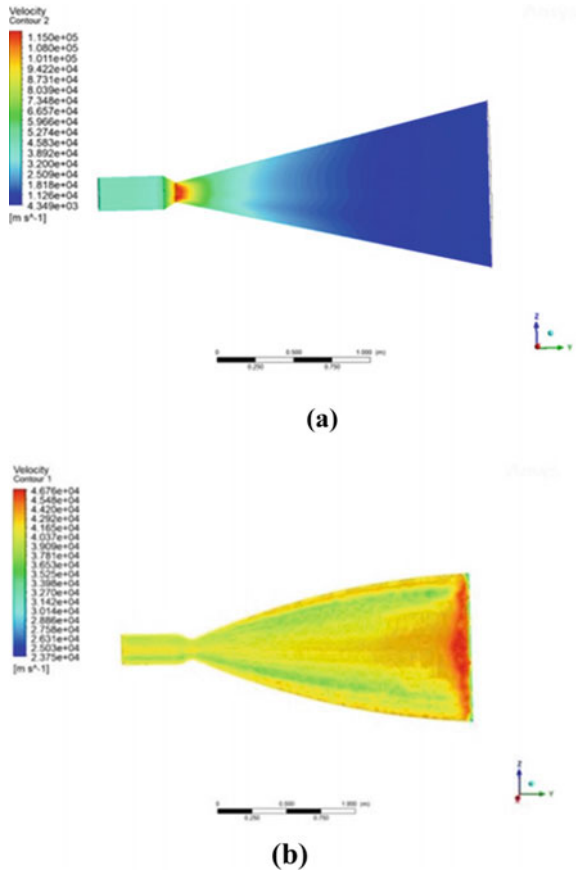 Velocity
Contour 2
1.150e+05
1.080e+05
1.011e+05
9.422e+04
8.731e+04
8.039e+04
7.348e+04
6.657e+04
5.966e+04
5.274e+04
4.583e+04
3.892e+04
3.200e+04
2.509e+04
1.818e+04
1.126e+04
4.349e+03
[m s^-1]
Z
Y
0 0.500 1.000 (m)
0.250 0.750
(a)
Velocity
Contour 1
4.676e+04
4.548e+04
4.420e+04
4.292e+04
4.165e+04
4.037e+04
3.909e+04
3.781e+04
3.653e+04
3.525e+04
3.398e+04
3.270e+04
3.142e+04
3.014e+04
2.886e+04
2.758e+04
2.631e+04
2.503e+04
2.375e+04
[m s^-1]
Z
Y
0 0.500 1.000 (m)
0.250 0.750
(b)